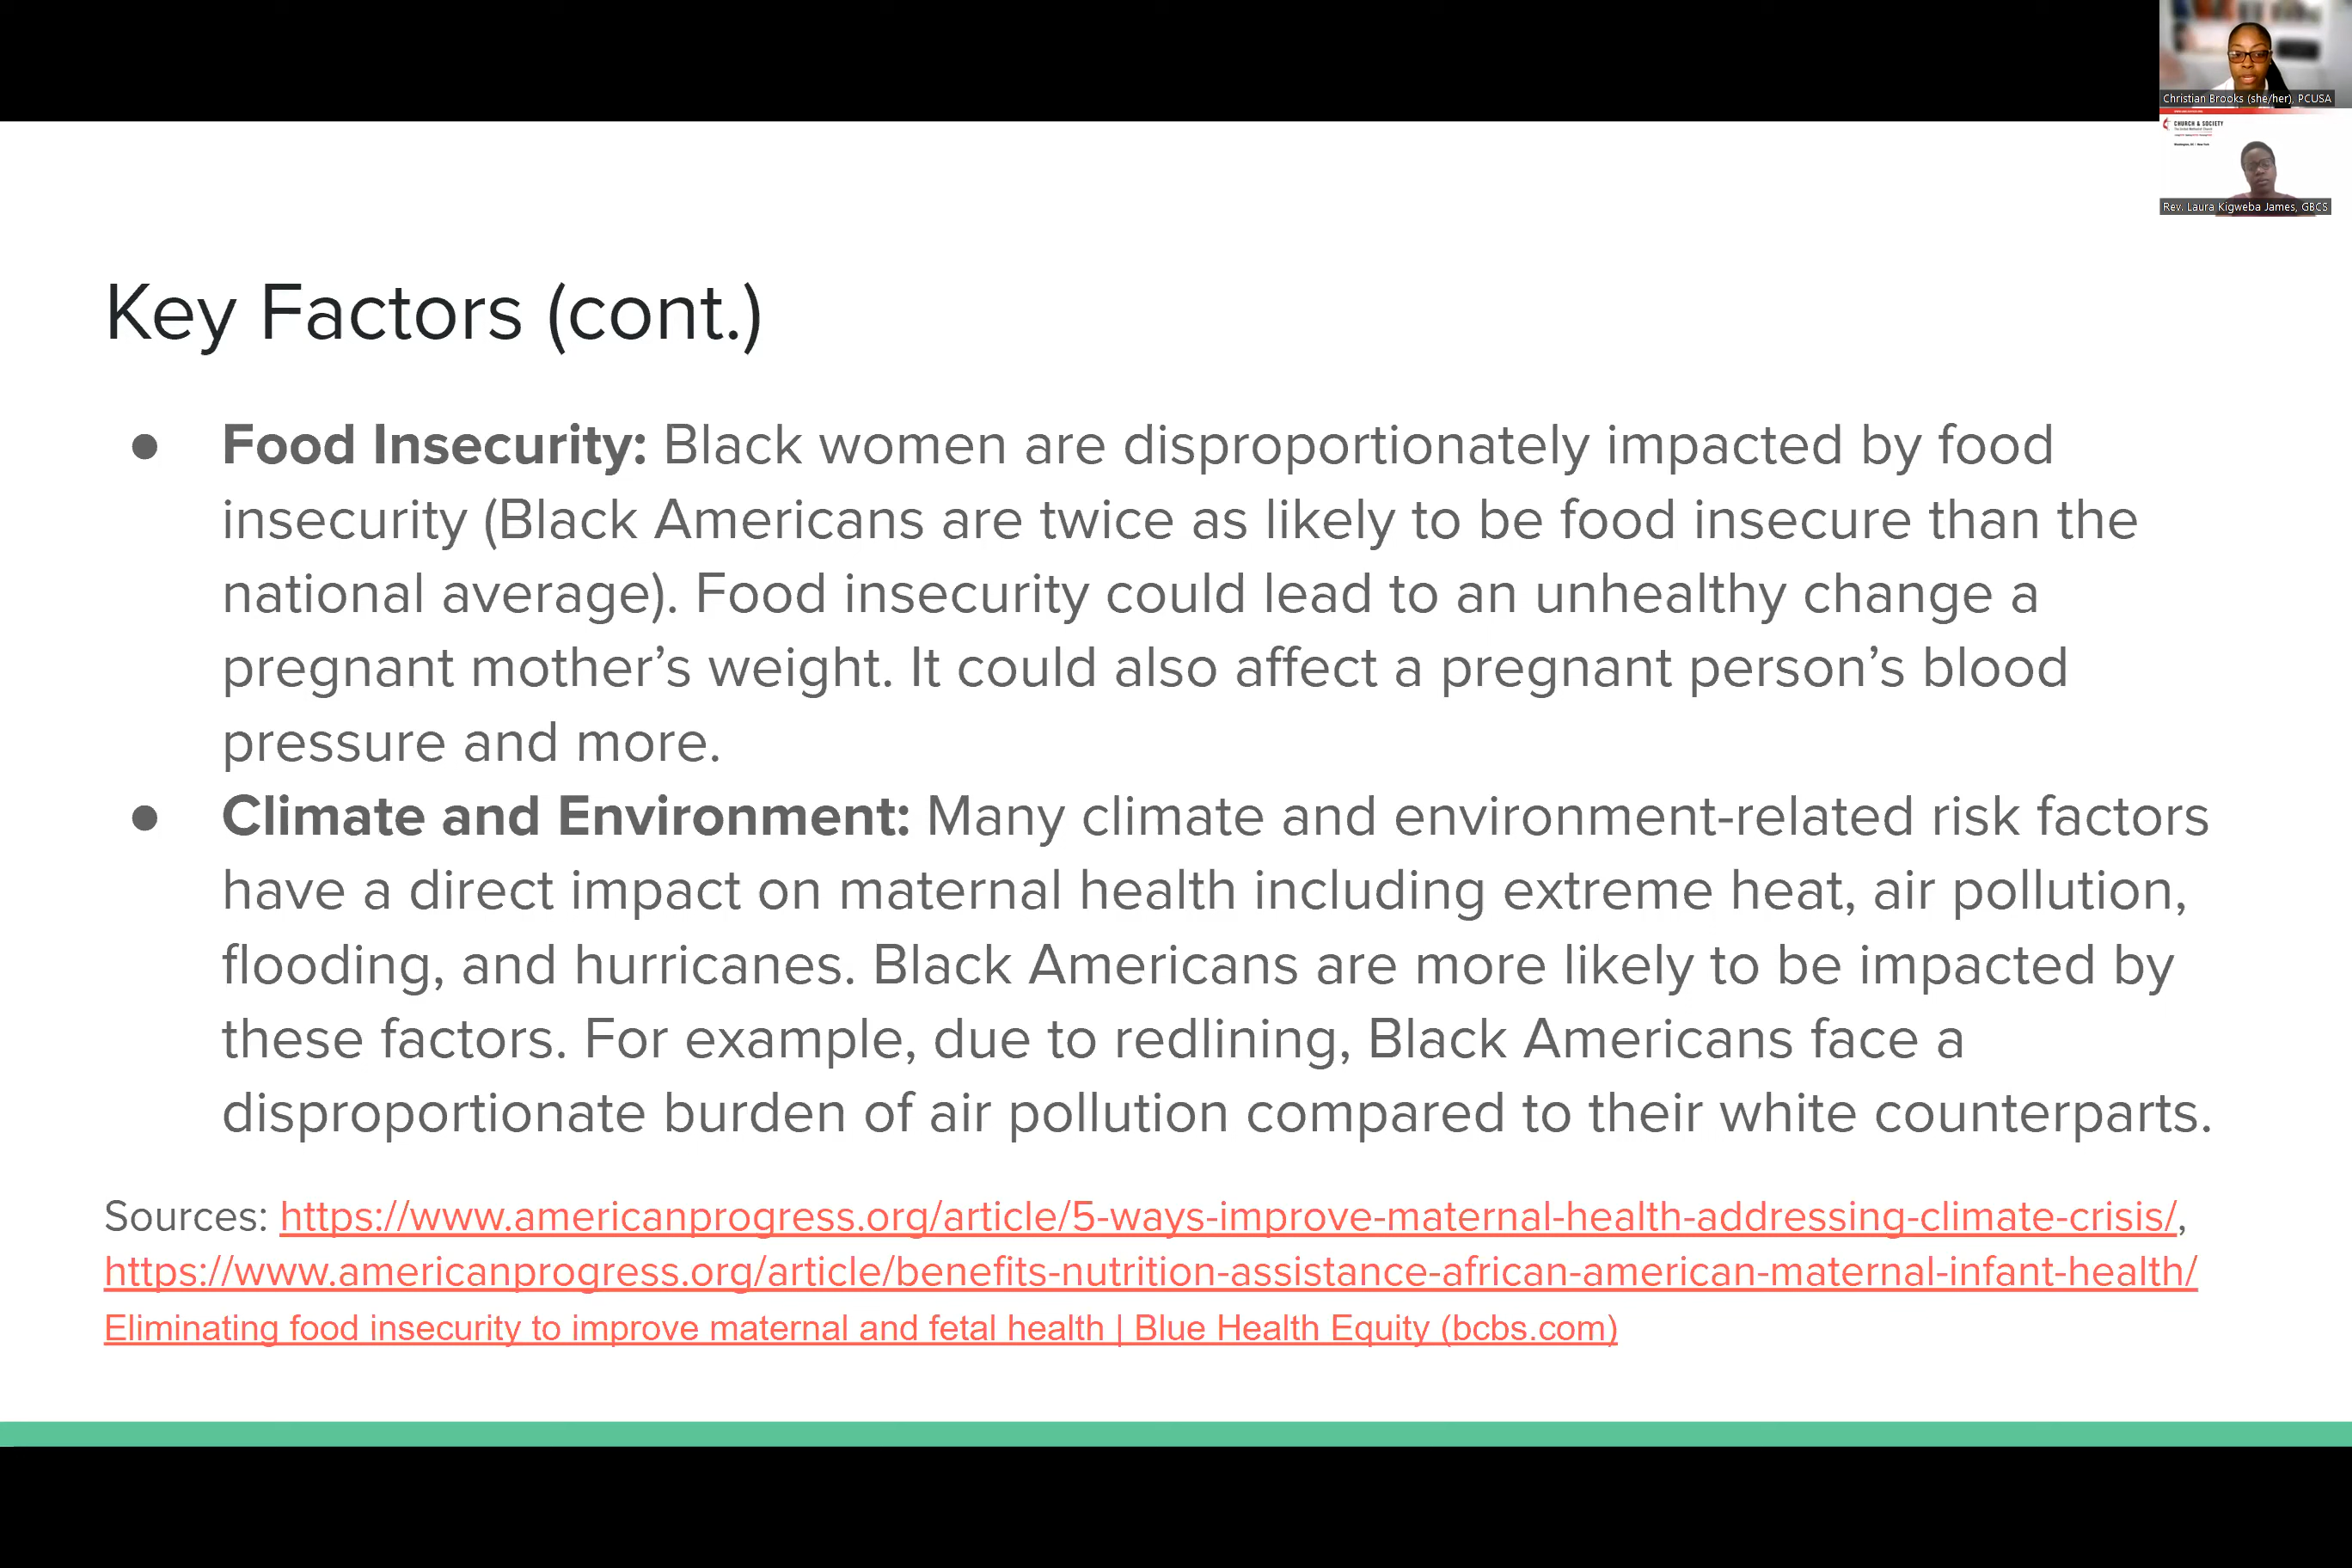 Christian Brooks (she/her), PCUSA
CHURCH & SOCIETY
Rev. Laura Kigweba James, GBCS
Key Factors (cont.)
● Food Insecurity: Black women are disproportionately impacted by food
insecurity (Black Americans are twice as likely to be food insecure than the
national average). Food insecurity could lead to an unhealthy change a
pregnant mother’s weight. It could also affect a pregnant person’s blood
pressure and more.
● Climate and Environment: Many climate and environment-related risk factors
have a direct impact on maternal health including extreme heat, air pollution,
flooding, and hurricanes. Black Americans are more likely to be impacted by
these factors. For example, due to redlining, Black Americans face a
disproportionate burden of air pollution compared to their white counterparts.
Sources: https://www.americanprogress.org/article/5-ways-improve-maternal-health-addressing-climate-crisis/,
https://www.americanprogress.org/article/benefits-nutrition-assistance-african-american-maternal-infant-health/
Eliminating food insecurity to improve maternal and fetal health | Blue Health Equity (bcbs.com)